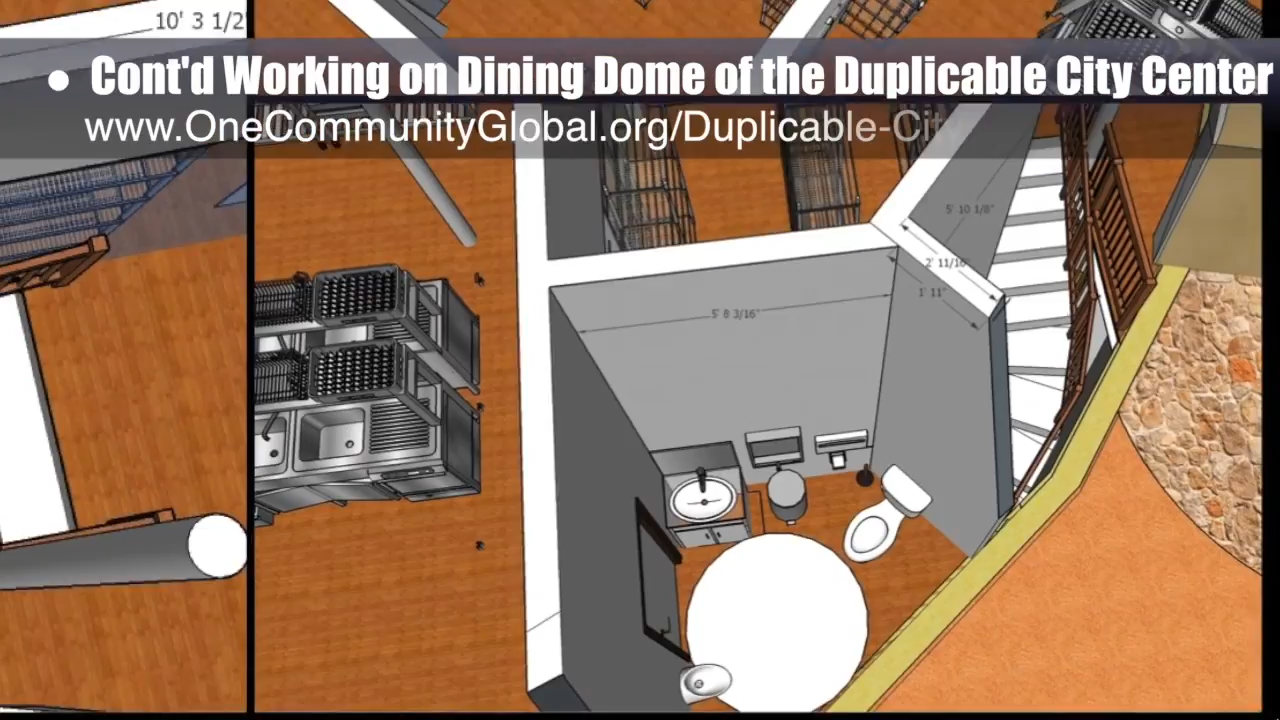 10' 3 1/2"
• Cont'd Working on Dining Dome of the Duplicable City Center
www.OneCommunityGlobal.org/Duplicable-City
5' 10 1/8"
2' 11/16"
1' 11"
5' 8 3/16"